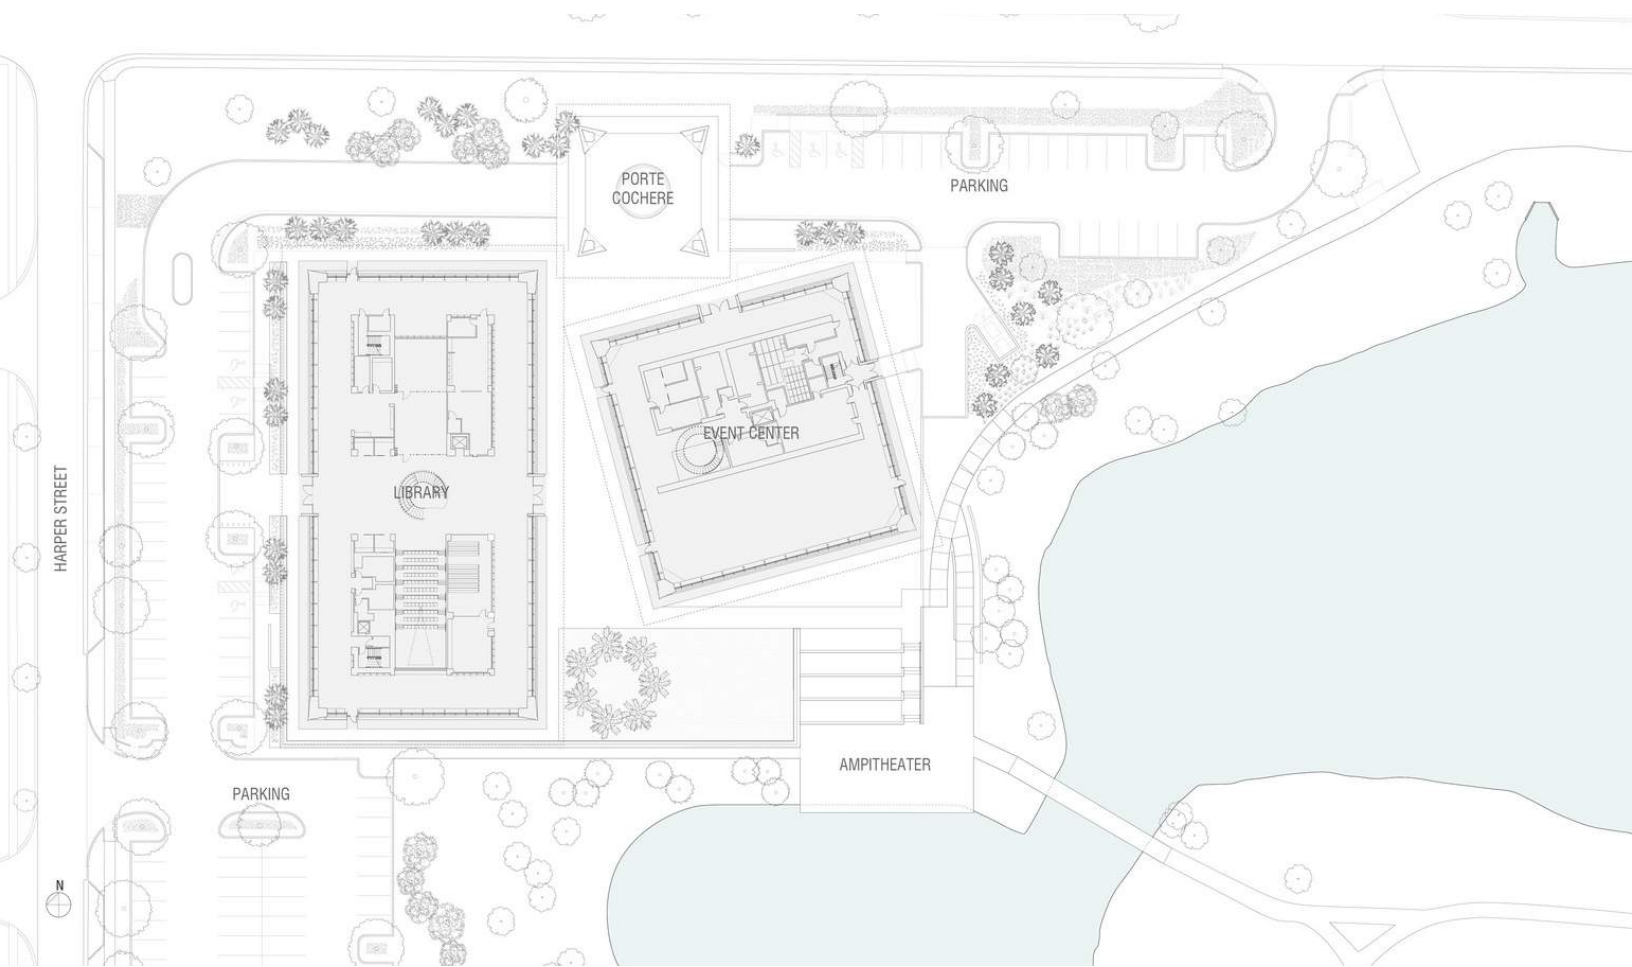 PORTE
COCHERE
PARKING
EVENT CENTER
LIBRARY
HARPER STREET
AMPITHEATER
PARKING
N